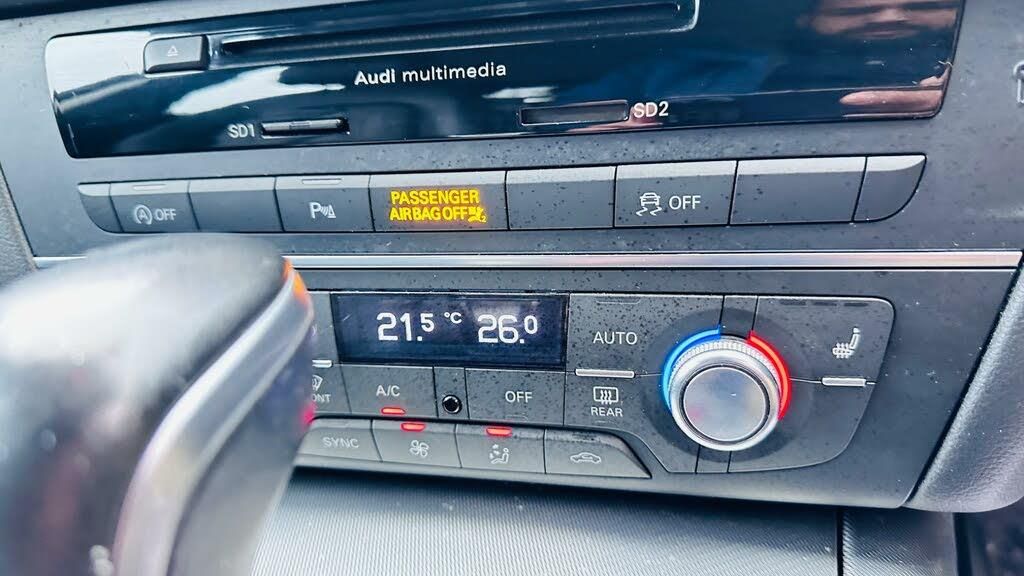 Audi multimedia
SD1
SD2
A OFF
P
PASSENGER
AIRBAG OFF
OFF
21.5 °C 26.0
AUTO
A/C
OFF
REAR
SYNC